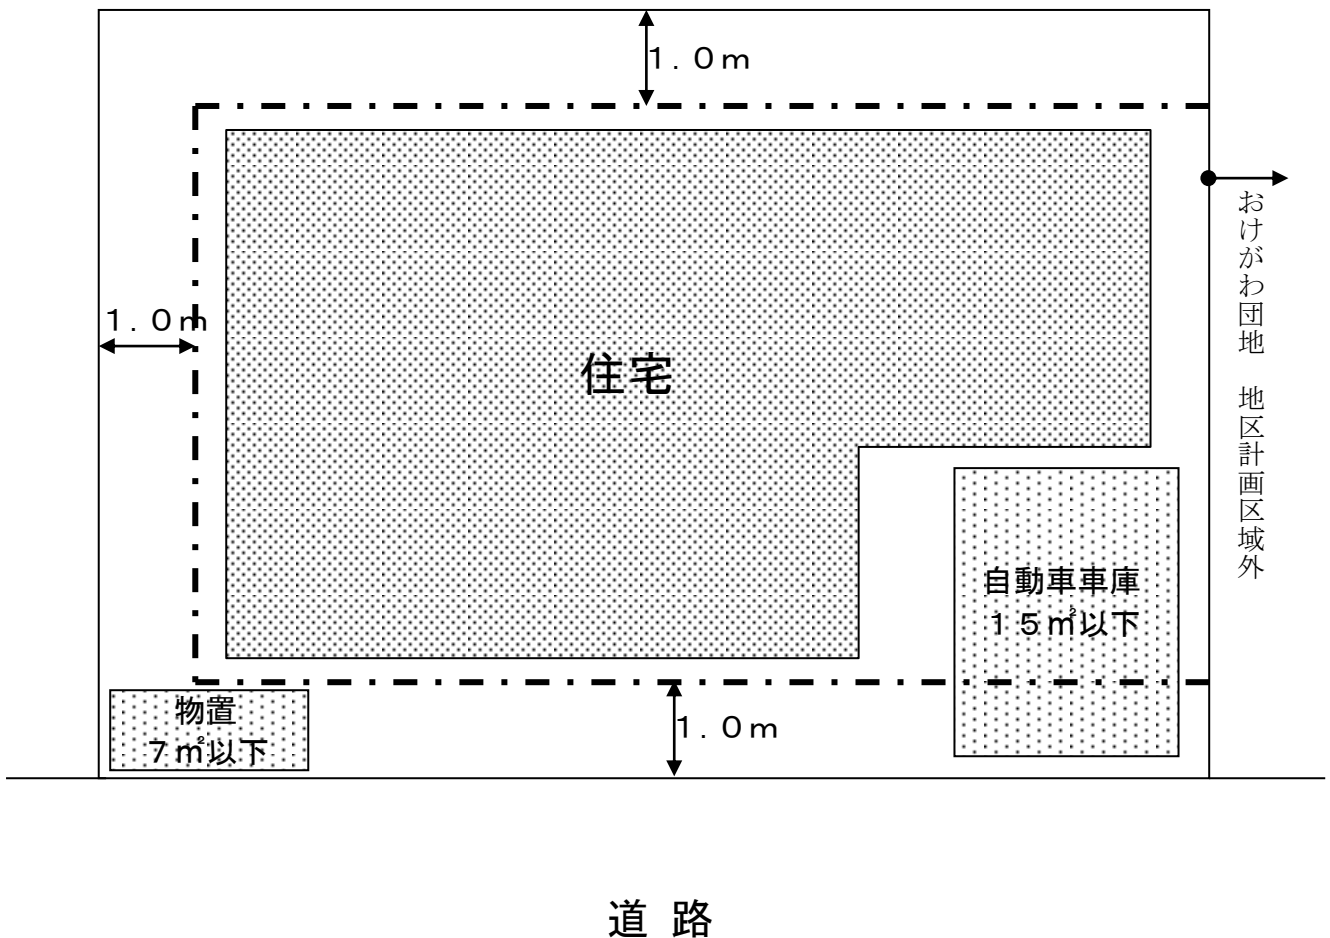 １．０ｍ
おけがわ団地　地区計画区域外
１．０ｍ
住宅
自動車車庫
１５㎡以下
物置
７㎡以下
１．０ｍ
道 路